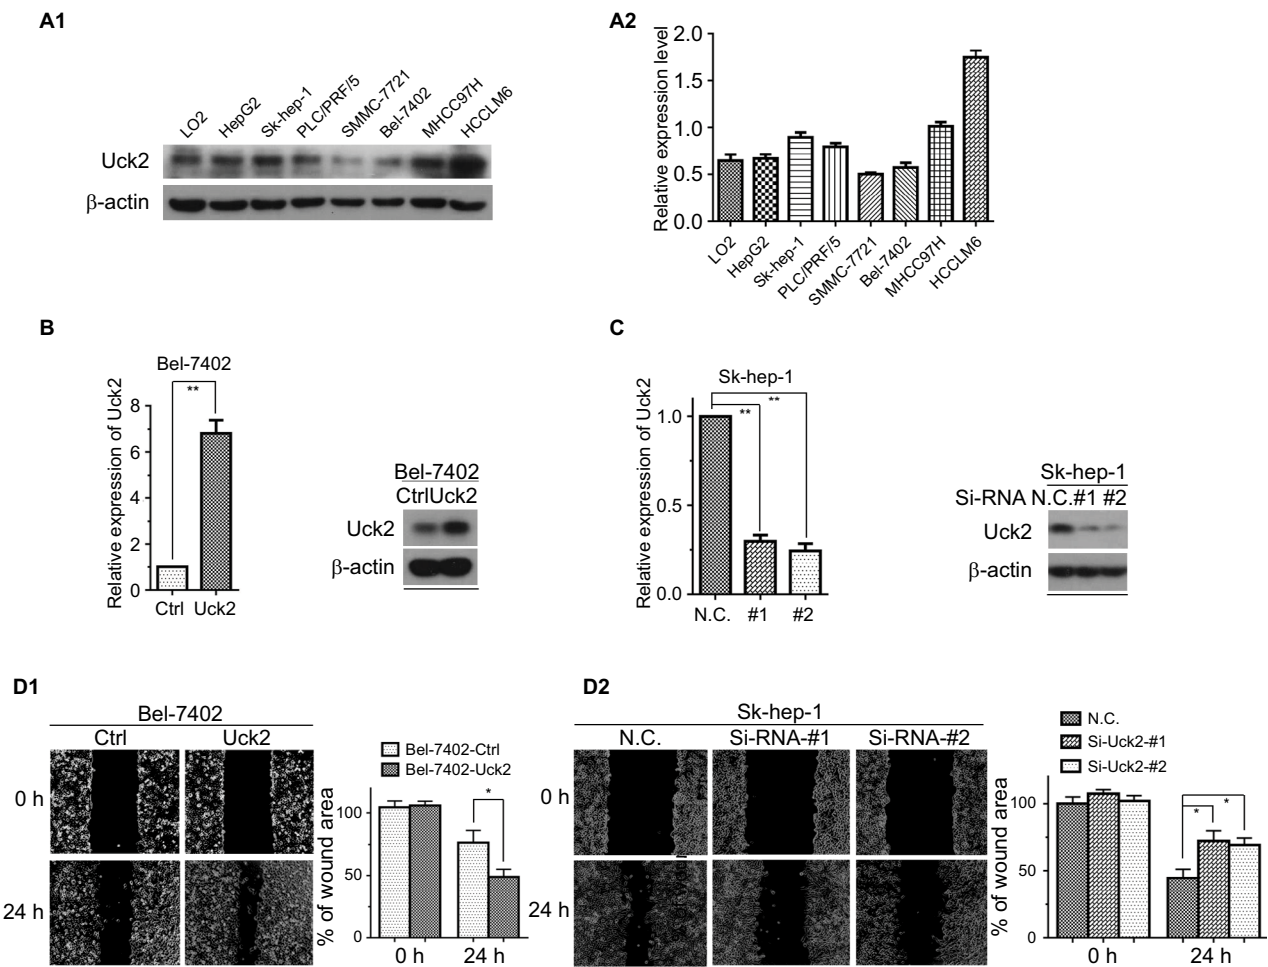 A1
LO2 HepG2 Sk-hep-1 PLC/PRF/5 SMMC-7721 Bel-7402 MHCC97H HCCLM6
Uck2
β-actin
A2
Relative expression level
2.0
1.5
1.0
0.5
0.0
LO2 HepG2 Sk-hep-1 PLC/PRF/5 SMMC-7721 Bel-7402 MHCC97H HCCLM6
B
Bel-7402
**
Relative expression of Uck2
8
6
4
2
0
Ctrl Uck2
Bel-7402
CtrlUck2
Uck2
β-actin
C
Sk-hep-1
**
**
Relative expression of Uck2
1.0
0.5
0.0
N.C. #1 #2
Sk-hep-1
Si-RNA N.C.#1 #2
Uck2
β-actin
D1
Bel-7402
Ctrl Uck2
0 h
24 h
Bel-7402-Ctrl
Bel-7402-Uck2
*
% of wound area
100
50
0
0 h 24 h
D2
Sk-hep-1
N.C. Si-RNA-#1 Si-RNA-#2
0 h
24 h
N.C.
Si-Uck2-#1
Si-Uck2-#2
*
*
% of wound area
100
50
0
0 h 24 h